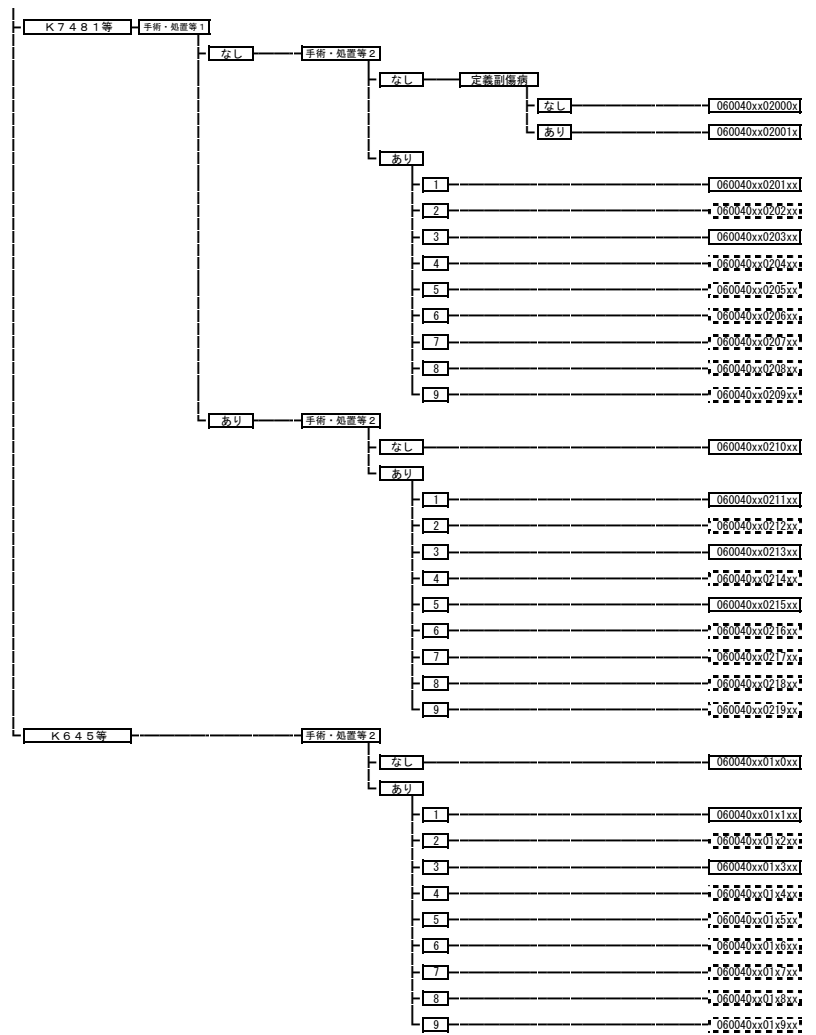 K7481等 手術・処置等1
なし 手術・処置等2
なし 定義副傷病
なし 060040xx02000x
あり 060040xx02001x
あり
1 060040xx0201xx
2 060040xx0202xx
3 060040xx0203xx
4 060040xx0204xx
5 060040xx0205xx
6 060040xx0206xx
7 060040xx0207xx
8 060040xx0208xx
9 060040xx0209xx
あり 手術・処置等2
なし 060040xx0210xx
あり
1 060040xx0211xx
2 060040xx0212xx
3 060040xx0213xx
4 060040xx0214xx
5 060040xx0215xx
6 060040xx0216xx
7 060040xx0217xx
8 060040xx0218xx
9 060040xx0219xx
K645等 手術・処置等2
なし 060040xx01x0xx
あり
1 060040xx01x1xx
2 060040xx01x2xx
3 060040xx01x3xx
4 060040xx01x4xx
5 060040xx01x5xx
6 060040xx01x6xx
7 060040xx01x7xx
8 060040xx01x8xx
9 060040xx01x9xx